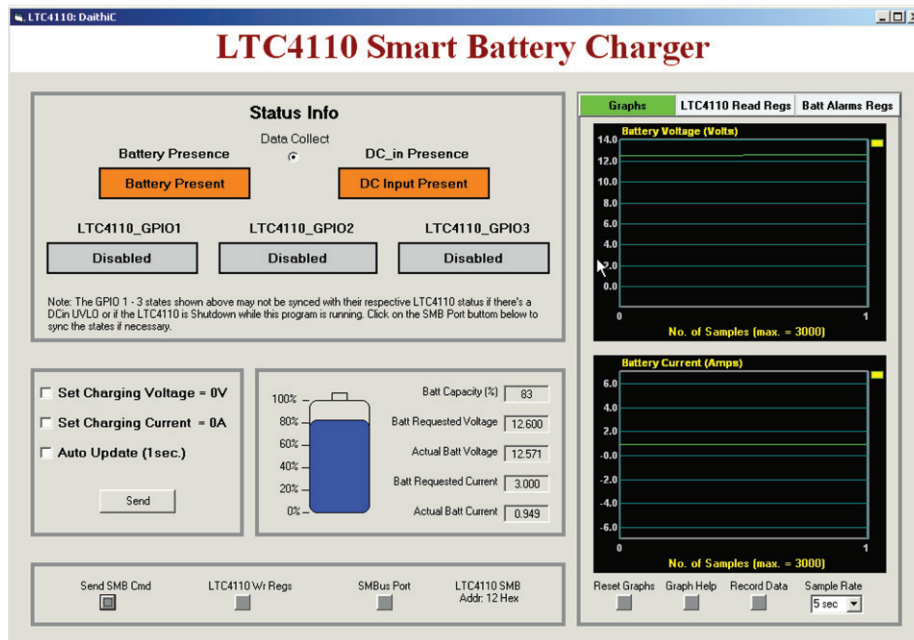 LTC4110: DaithiC
LTC4110 Smart Battery Charger
Status Info
Data Collect
Battery Presence
DC_in Presence
Battery Present
DC Input Present
LTC4110_GPIO1
LTC4110_GPIO2
LTC4110_GPIO3
Disabled
Disabled
Disabled
Note: The GPIO 1 - 3 states shown above may not be synced with their respective LTC4110 status if there's a
DCin UVLO or if the LTC4110 is Shutdown while this program is running. Click on the SMB Port buttom below to
sync the states if necessary.
Set Charging Voltage = 0V
Set Charging Current = 0A
Auto Update (1sec.)
Send
100%
80%
60%
40%
20%
0%
Batt Capacity (%) 83
Batt Requested Voltage 12.600
Actual Batt Voltage 12.571
Batt Requested Current 3.000
Actual Batt Current 0.949
Send SMB Cmd
LTC4110 Wr Regs
SMBus Port
LTC4110 SMB
Addr: 12 Hex
Graphs
LTC4110 Read Regs
Batt Alarms Regs
Battery Voltage (Volts)
14.0
12.0
10.0
8.0
6.0
4.0
2.0
0.0
0 1
No. of Samples (max. = 3000)
Battery Current (Amps)
6.0
4.0
2.0
-0.0
-2.0
-4.0
-6.0
0 1
No. of Samples (max. = 3000)
Reset Graphs
Graph Help
Record Data
Sample Rate
5 sec